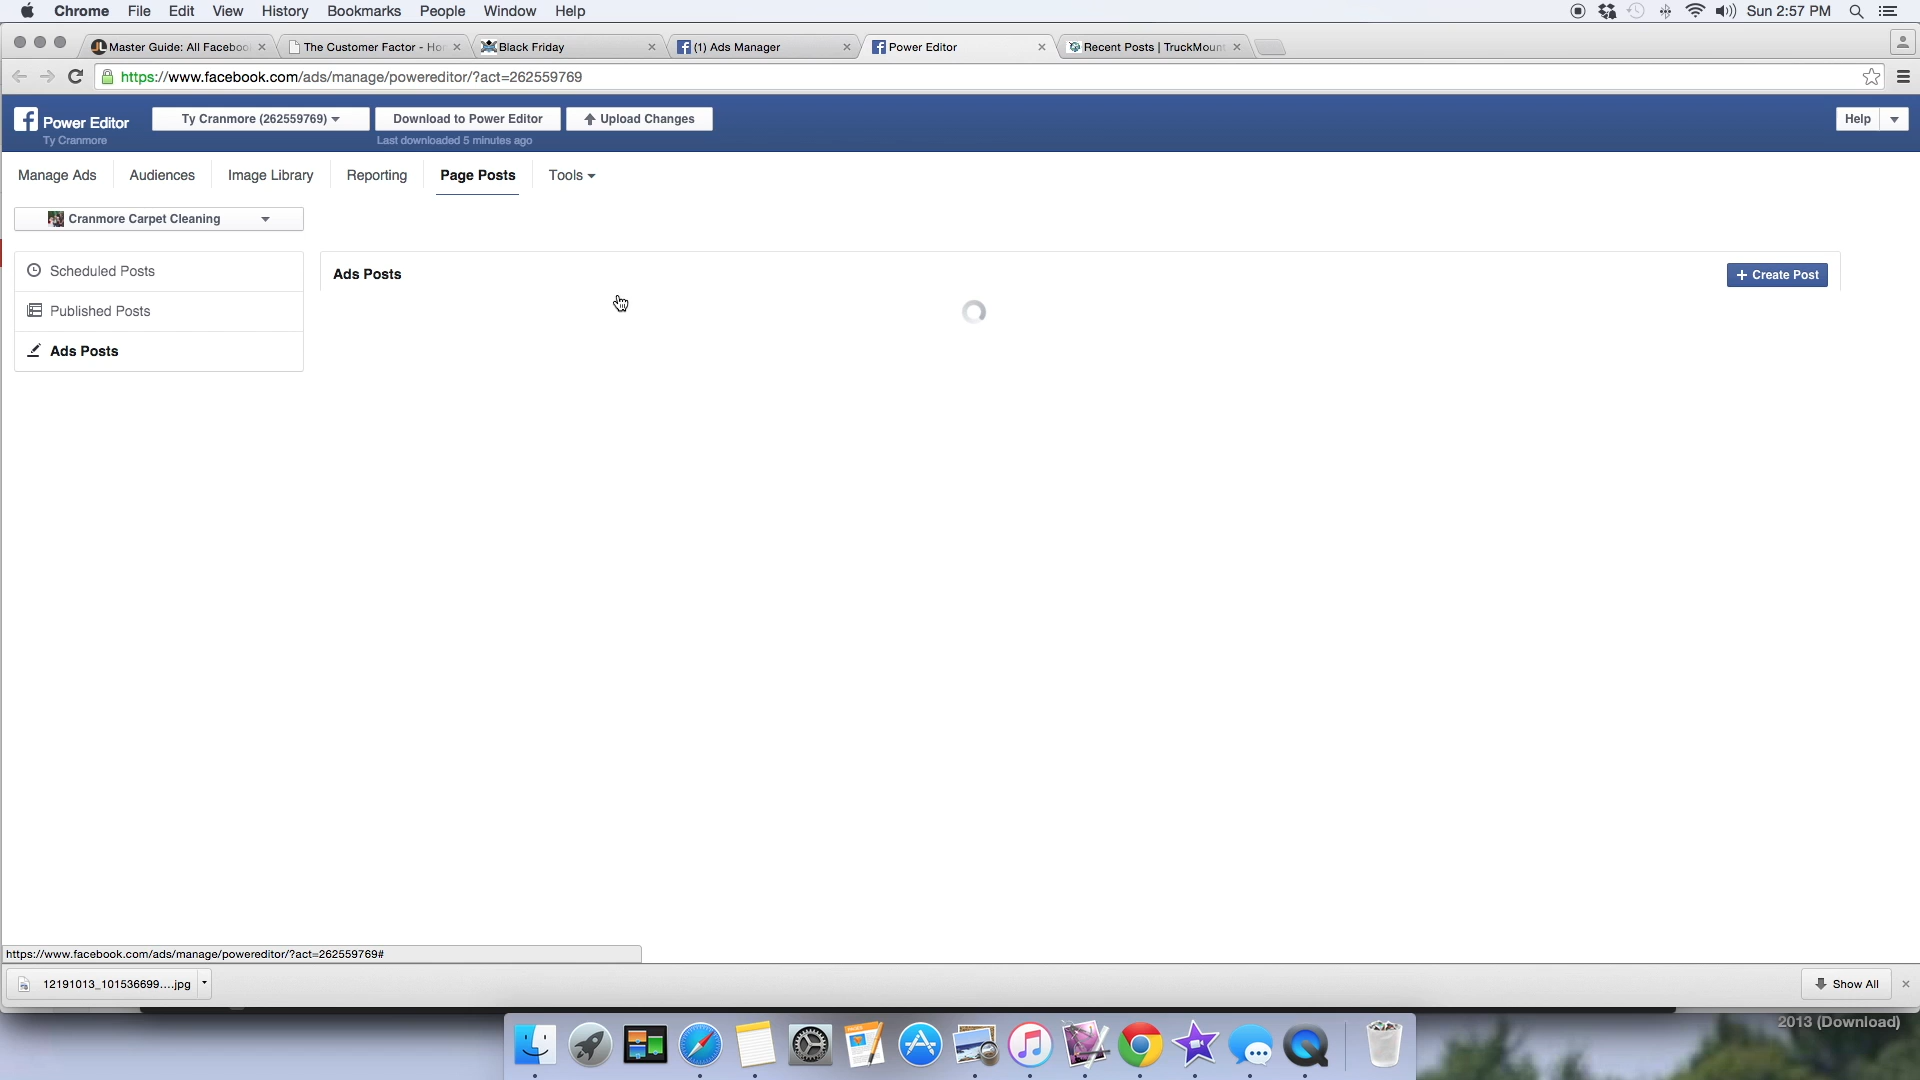 Chrome File Edit View History Bookmarks People Window Help Sun 2:57 PM
Master Guide: All Faceboo The Customer Factor - Ho Black Friday (1) Ads Manager Power Editor Recent Posts | TruckMount
https://www.facebook.com/ads/manage/powereditor/?act=262559769
Power Editor Ty Cranmore (262559769) Download to Power Editor Upload Changes Help
Ty Cranmore Last downloaded 5 minutes ago
Manage Ads Audiences Image Library Reporting Page Posts Tools
Cranmore Carpet Cleaning
Scheduled Posts
Ads Posts + Create Post
Published Posts
Ads Posts
https://www.facebook.com/ads/manage/powereditor/?act=262559769#
12191013_101536699....jpg Show All
2013 (Download)